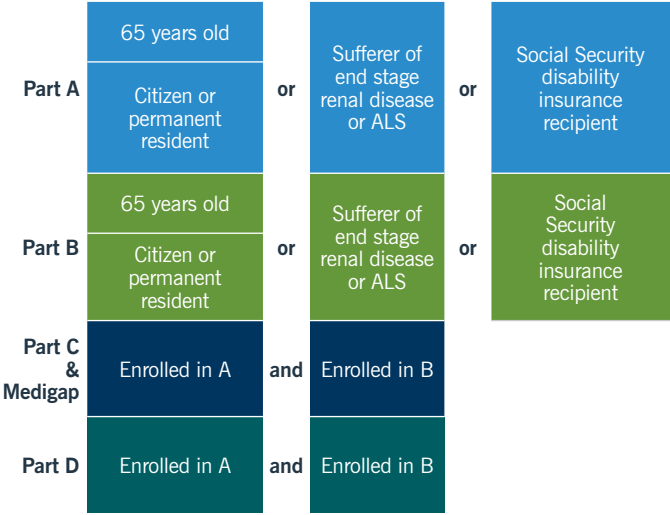 Part A
65 years old
Citizen or
permanent
resident
or
Sufferer of
end stage
renal disease
or ALS
or
Social Security
disability
insurance
recipient
Part B
65 years old
Citizen or
permanent
resident
or
Sufferer of
end stage
renal disease
or ALS
or
Social
Security
disability
insurance
recipient
Part C
&
Medigap
Enrolled in A
and
Enrolled in B
Part D
Enrolled in A
and
Enrolled in B